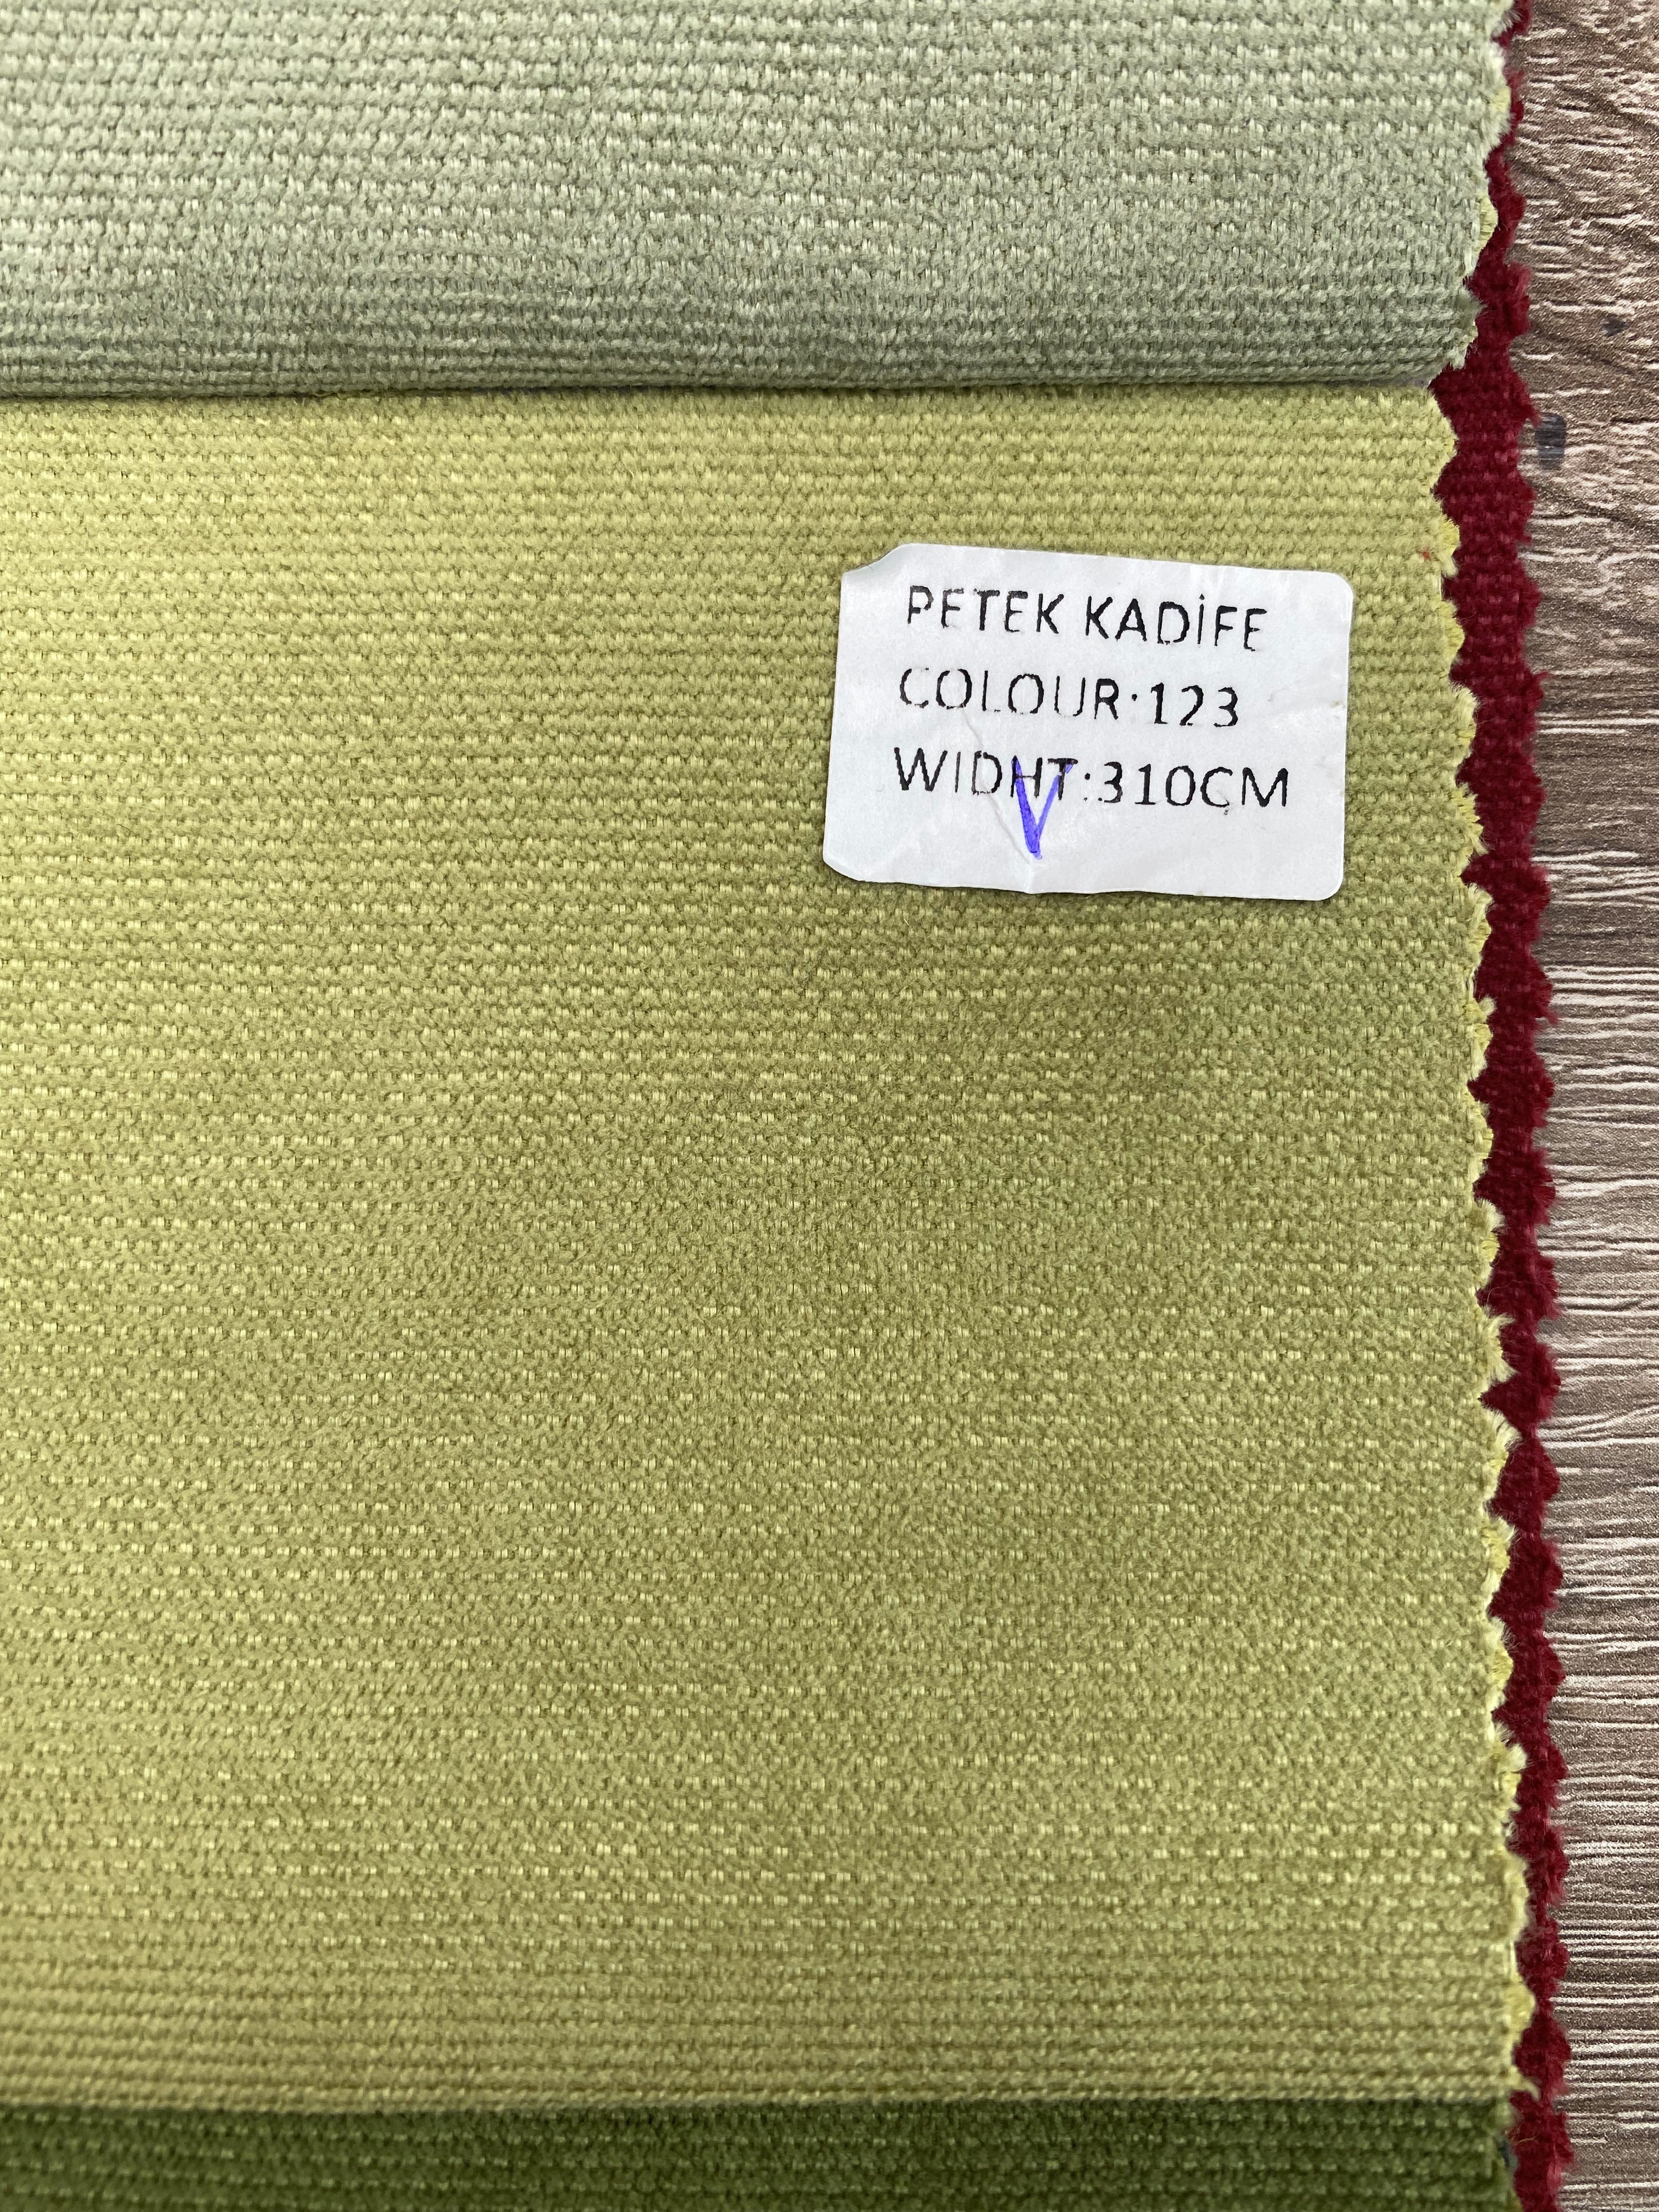 PETEK KADİFE
COLOUR:123
WIDHT:310CM
V